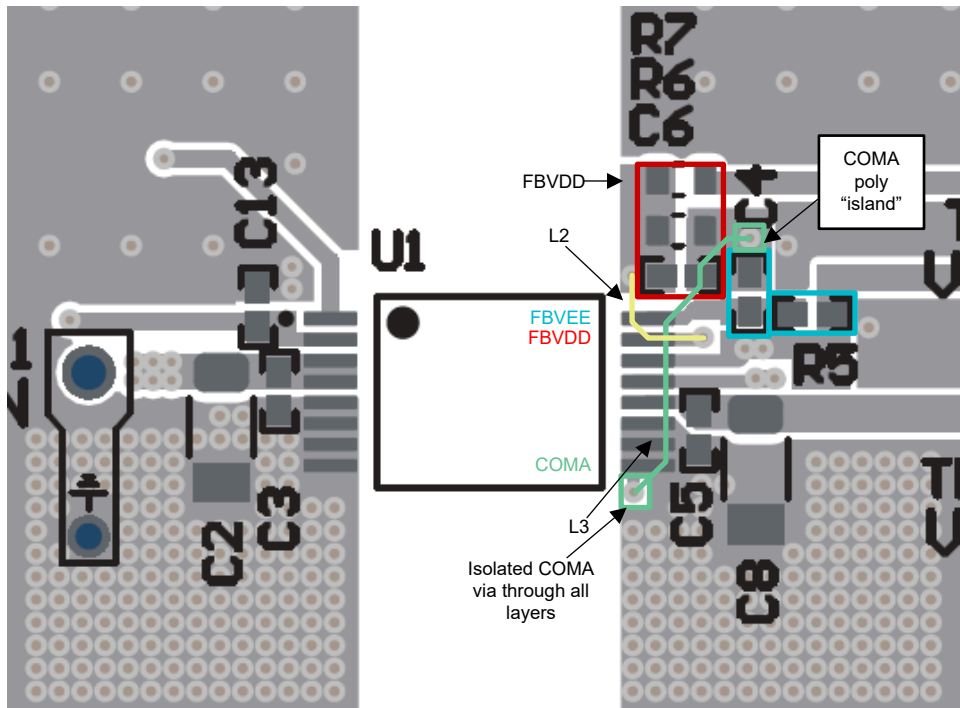 R7
R6
C6
FBVDD
COMA
poly
“island”
C4
C13
U1
L2
FBVEE
FBVDD
R5
COMA
C5
L3
C3
C2
C8
Isolated COMA
via through all
layers